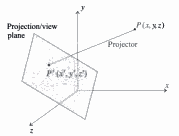 y
Projection/view
plane
P(x, y, z)
Projector
P'(x', y', z')
x
z